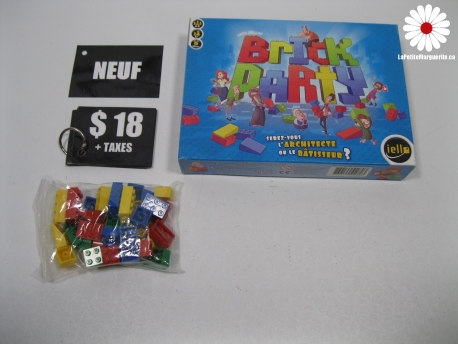 LaPetiteMarguerite.ca
NEUF
$ 18
+ TAXES
BRICK
PARTY
SEREZ-VOUS
L'ARCHITECTE
OU LE BÂTISSEUR?
iello